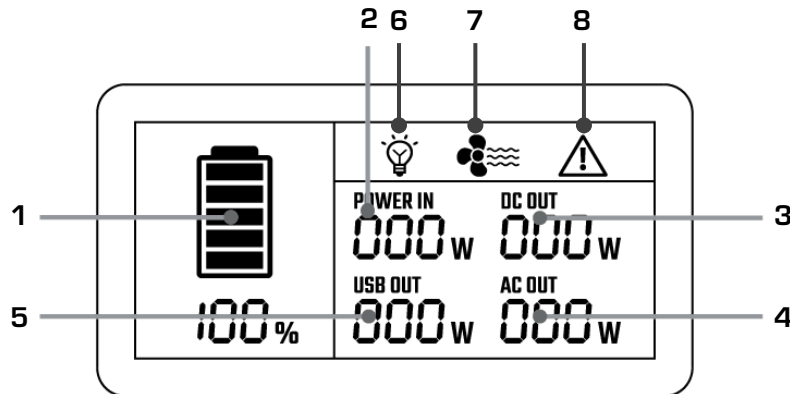 2 6 7 8
1
POWER IN DC OUT
000 W 000 W
3
USB OUT AC OUT
5
100 % 000 W 000 W
4